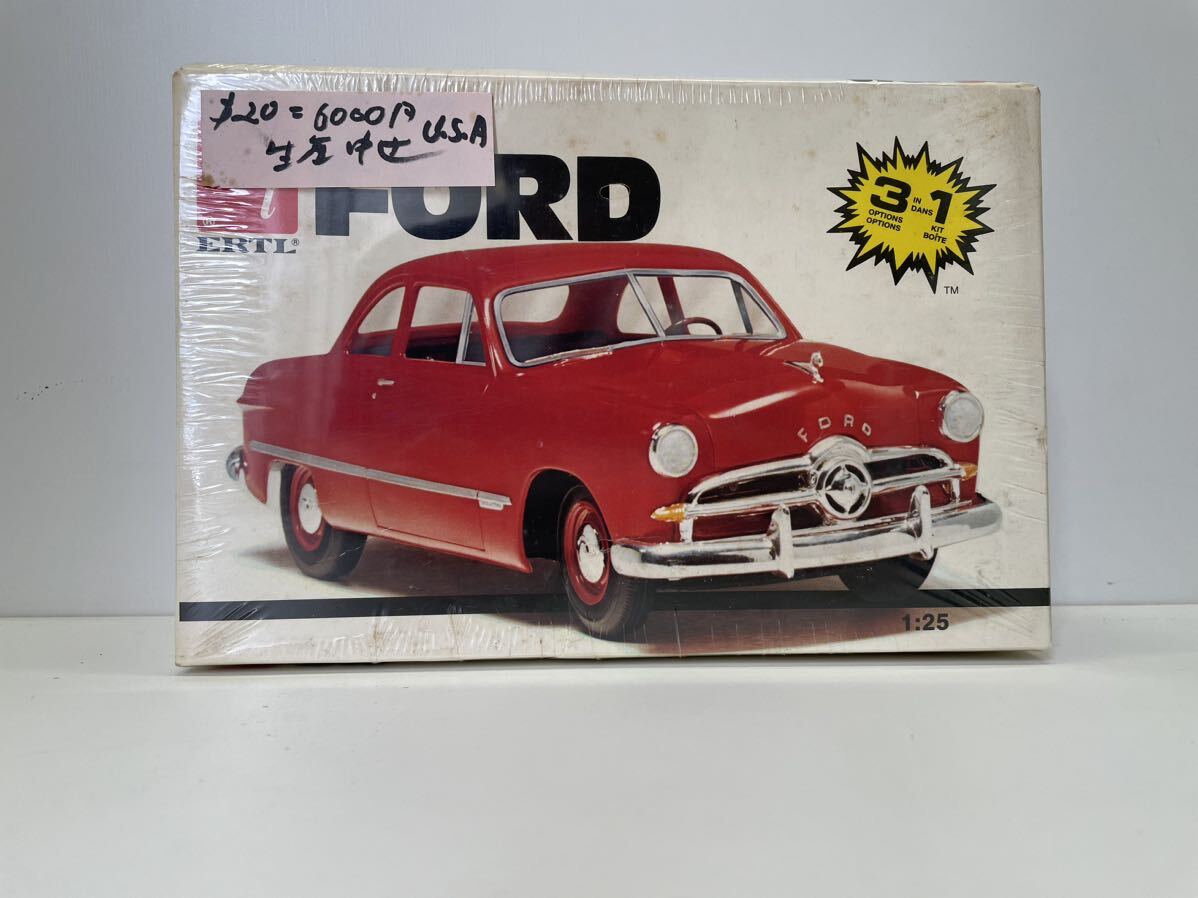 $20=6000円
生産中止 U.S.A
FORD
ERTL®
3 IN 1
DANS
OPTIONS KIT
OPTIONS BOÎTE
TM
FORD
1:25